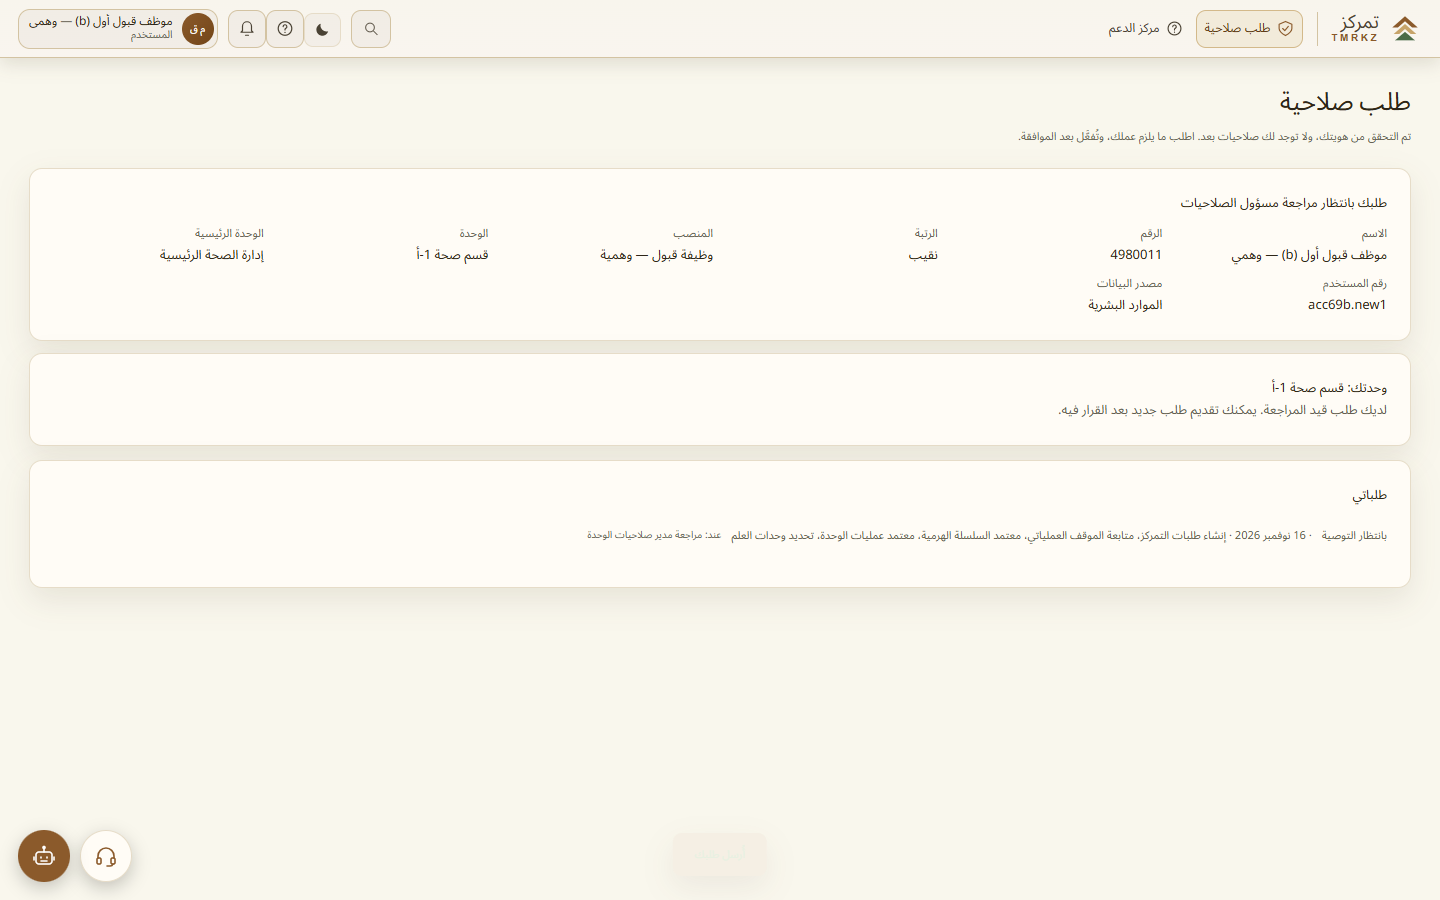 تمركز
TMRKZ
طلب صلاحية
مركز الدعم
موظف قبول أول (b) — وهمي
المستخدم
م ق
طلب صلاحية
تم التحقق من هويتك، ولا توجد لك صلاحيات بعد. اطلب ما يلزم عملك، وتُفعَّل بعد الموافقة.
طلبك بانتظار مراجعة مسؤول الصلاحيات
الاسم الرقم الرتبة المنصب الوحدة الوحدة الرئيسية
موظف قبول أول (b) — وهمي 4980011 نقيب وظيفة قبول — وهمية قسم صحة 1-أ إدارة الصحة الرئيسية
رقم المستخدم مصدر البيانات
acc69b.new1 الموارد البشرية
وحدتك: قسم صحة 1-أ
لديك طلب قيد المراجعة. يمكنك تقديم طلب جديد بعد القرار فيه.
طلباتي
بانتظار التوصية · 16 نوفمبر 2026 · إنشاء طلبات التمركز، متابعة الموقف العملياتي، معتمد السلسلة الهرمية، معتمد عمليات الوحدة، تحديد وحدات العلم عند: مراجعة مدير صلاحيات الوحدة